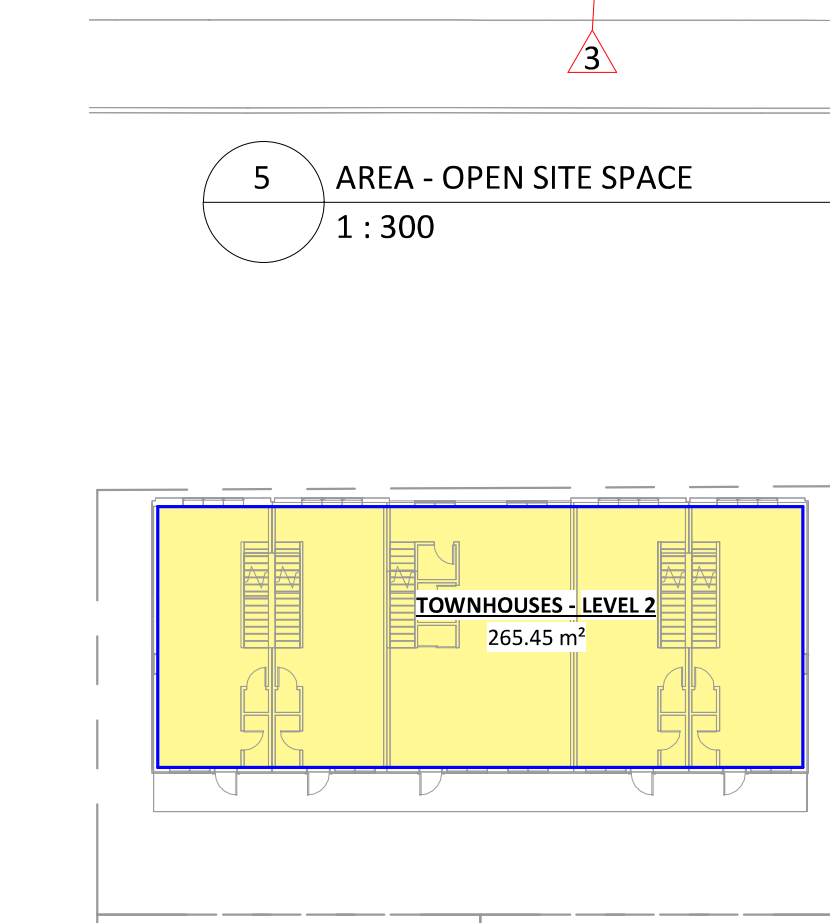 3
5
AREA - OPEN SITE SPACE
1 : 300
TOWNHOUSES - LEVEL 2
265.45 m²